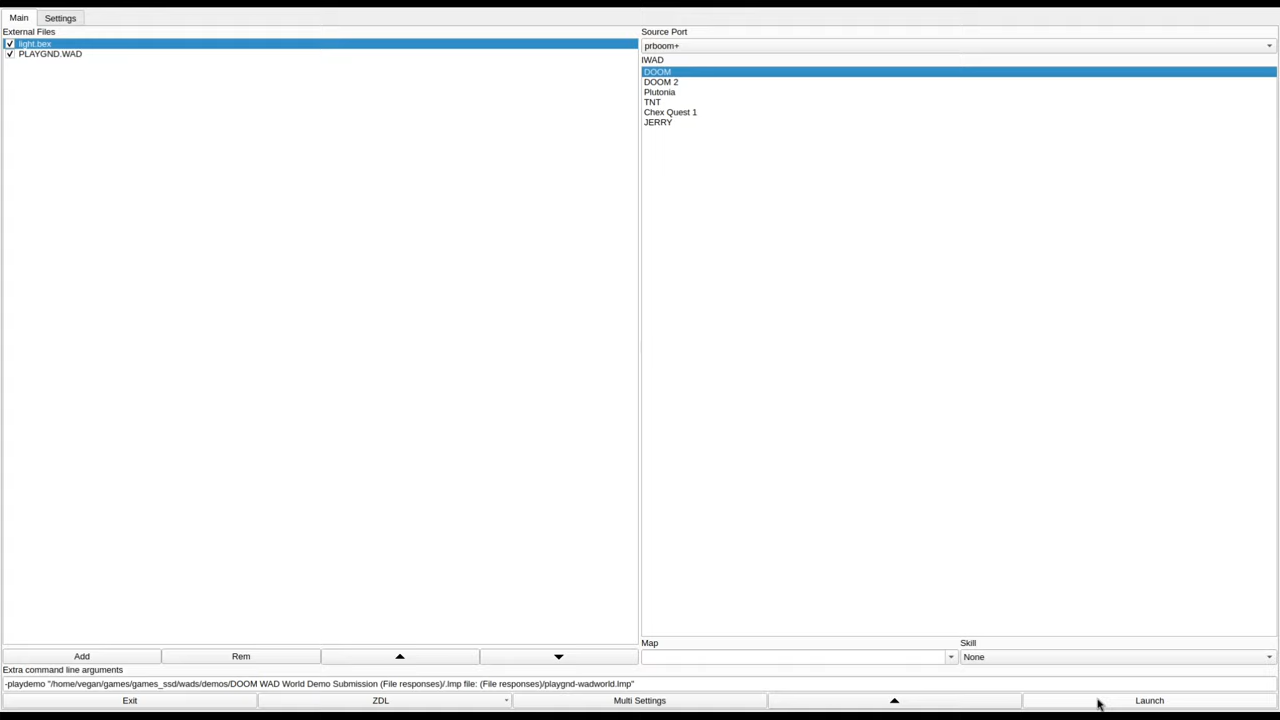 Main Settings
External Files
light.bex
PLAYGND.WAD
Source Port
prboom+
IWAD
DOOM
DOOM 2
Plutonia
TNT
Chex Quest 1
JERRY
Map Skill
None
Add Rem
Extra command line arguments
-playdemo "/home/vegan/games/games_ssd/wads/demos/DOOM WAD World Demo Submission (File responses)/.lmp file: (File responses)/playgnd-wadworld.lmp"
Exit ZDL Multi Settings Launch